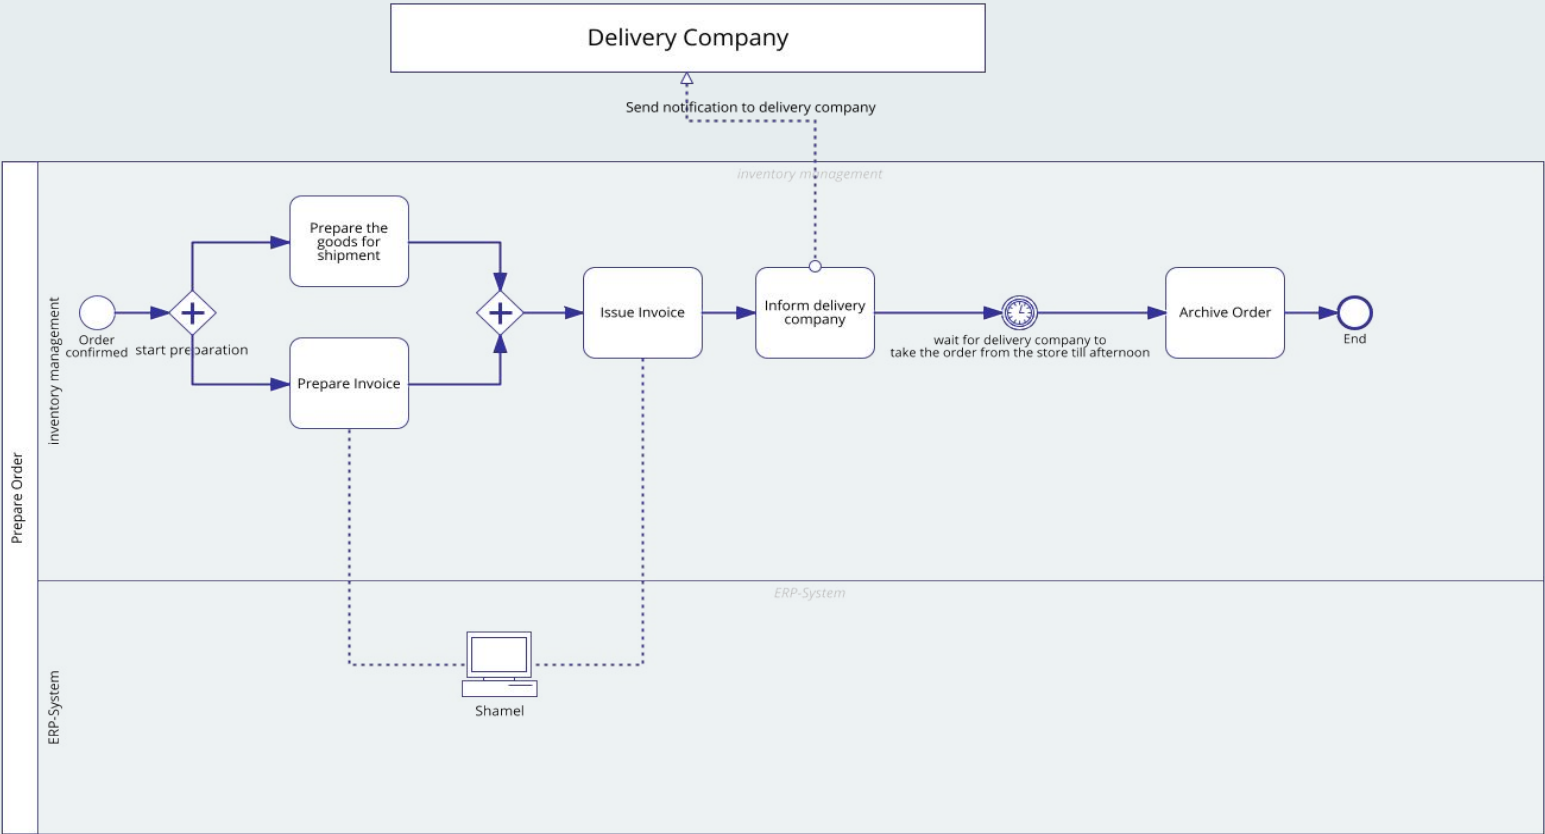 Delivery Company
Send notification to delivery company
Prepare Order
inventory management
inventory management
Order
confirmed
start preparation
Prepare the
goods for
shipment
Prepare Invoice
Issue Invoice
Inform delivery
company
wait for delivery company to
take the order from the store till afternoon
Archive Order
End
ERP-System
ERP-System
Shamel